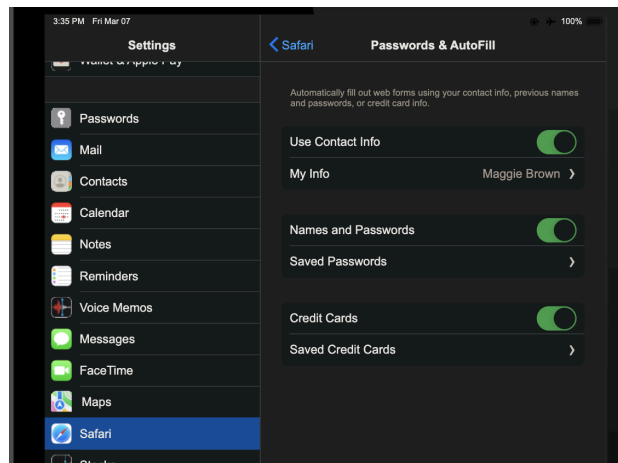 3:35 PM Fri Mar 07
100%
Settings
Wallet & Apple Pay
Passwords
Mail
Contacts
Calendar
Notes
Reminders
Voice Memos
Messages
FaceTime
Maps
Safari
Safari
Passwords & AutoFill
Automatically fill out web forms using your contact info, previous names
and passwords, or credit card info.
Use Contact Info
My Info Maggie Brown
Names and Passwords
Saved Passwords
Credit Cards
Saved Credit Cards